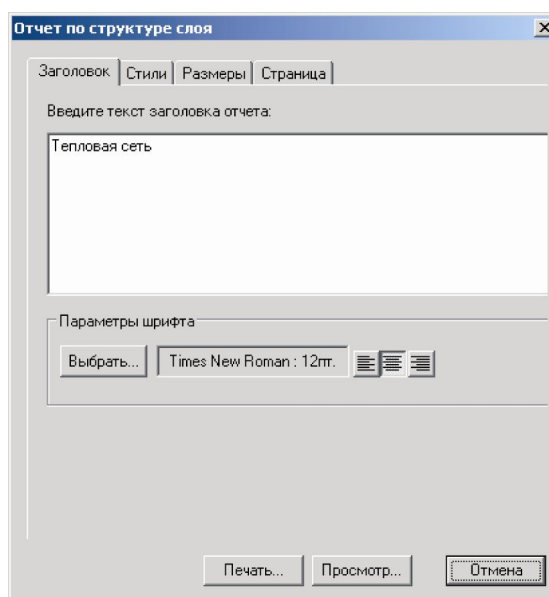 Отчет по структуре слоя
Заголовок Стили Размеры Страница
Введите текст заголовка отчета:
Тепловая сеть
Параметры шрифта
Выбрать... Times New Roman : 12пт.
Печать... Просмотр... Отмена